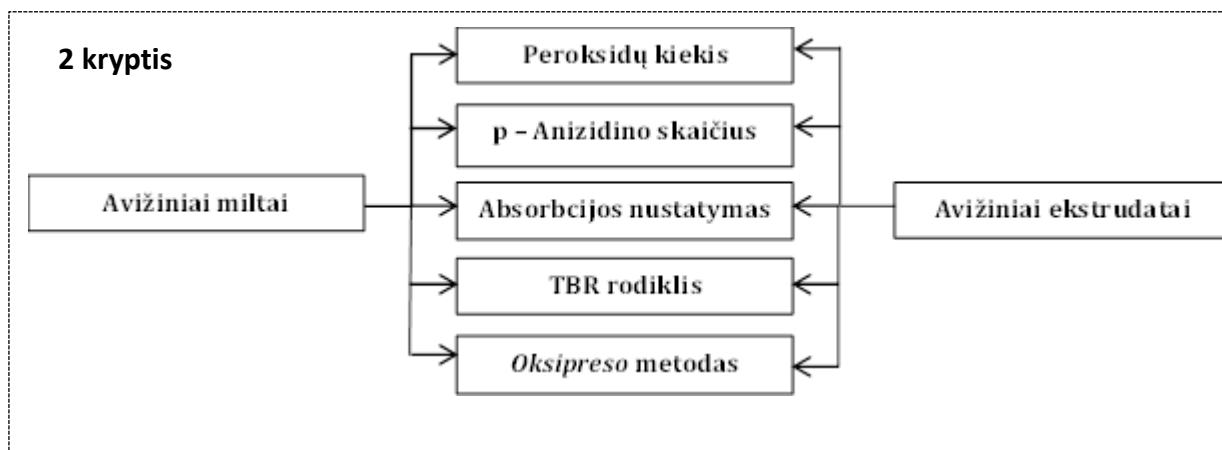 2 kryptis
Peroksidų kiekis
p – Anizidino skaičius
Avižiniai miltai
Absorbcijos nustatymas
Avižiniai ekstrudatai
TBR rodiklis
Oksipreso metodas